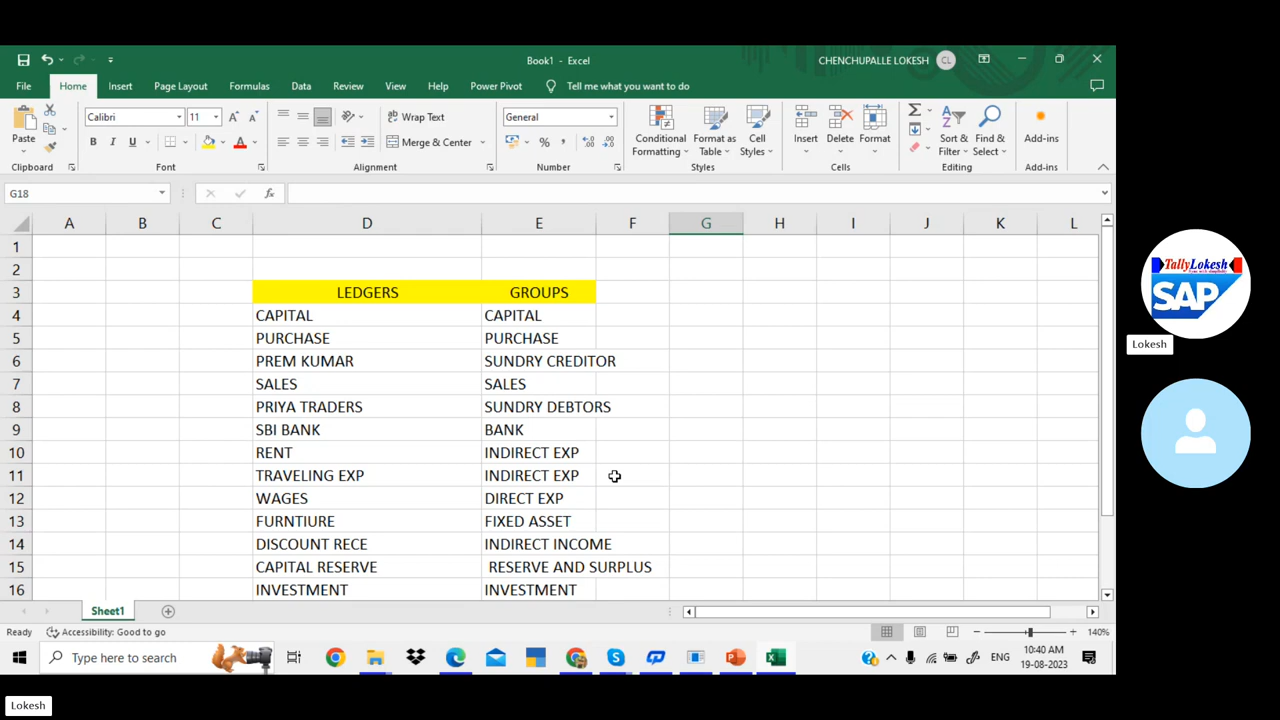 Book1 - Excel
CHENCHUPALLE LOKESH
CL
File Home Insert Page Layout Formulas Data Review View Help Power Pivot Tell me what you want to do
Calibri 11 Wrap Text General
Paste
B I U Merge & Center
Conditional Formatting
Format as Table
Cell Styles
Insert Delete Format
Sort & Filter
Find & Select
Add-ins
Clipboard Font Alignment Number Styles Cells Editing Add-ins
G18 fx
A B C D E F G H I J K L
1
2
3 LEDGERS GROUPS
4 CAPITAL CAPITAL
5 PURCHASE PURCHASE
6 PREM KUMAR SUNDRY CREDITOR
7 SALES SALES
8 PRIYA TRADERS SUNDRY DEBTORS
9 SBI BANK BANK
10 RENT INDIRECT EXP
11 TRAVELING EXP INDIRECT EXP
12 WAGES DIRECT EXP
13 FURNTIURE FIXED ASSET
14 DISCOUNT RECE INDIRECT INCOME
15 CAPITAL RESERVE RESERVE AND SURPLUS
16 INVESTMENT INVESTMENT
Sheet1
Ready Accessibility: Good to go 140%
Type here to search
ENG
10:40 AM
19-08-2023
TallyLokesh
SAP
Lokesh
Lokesh